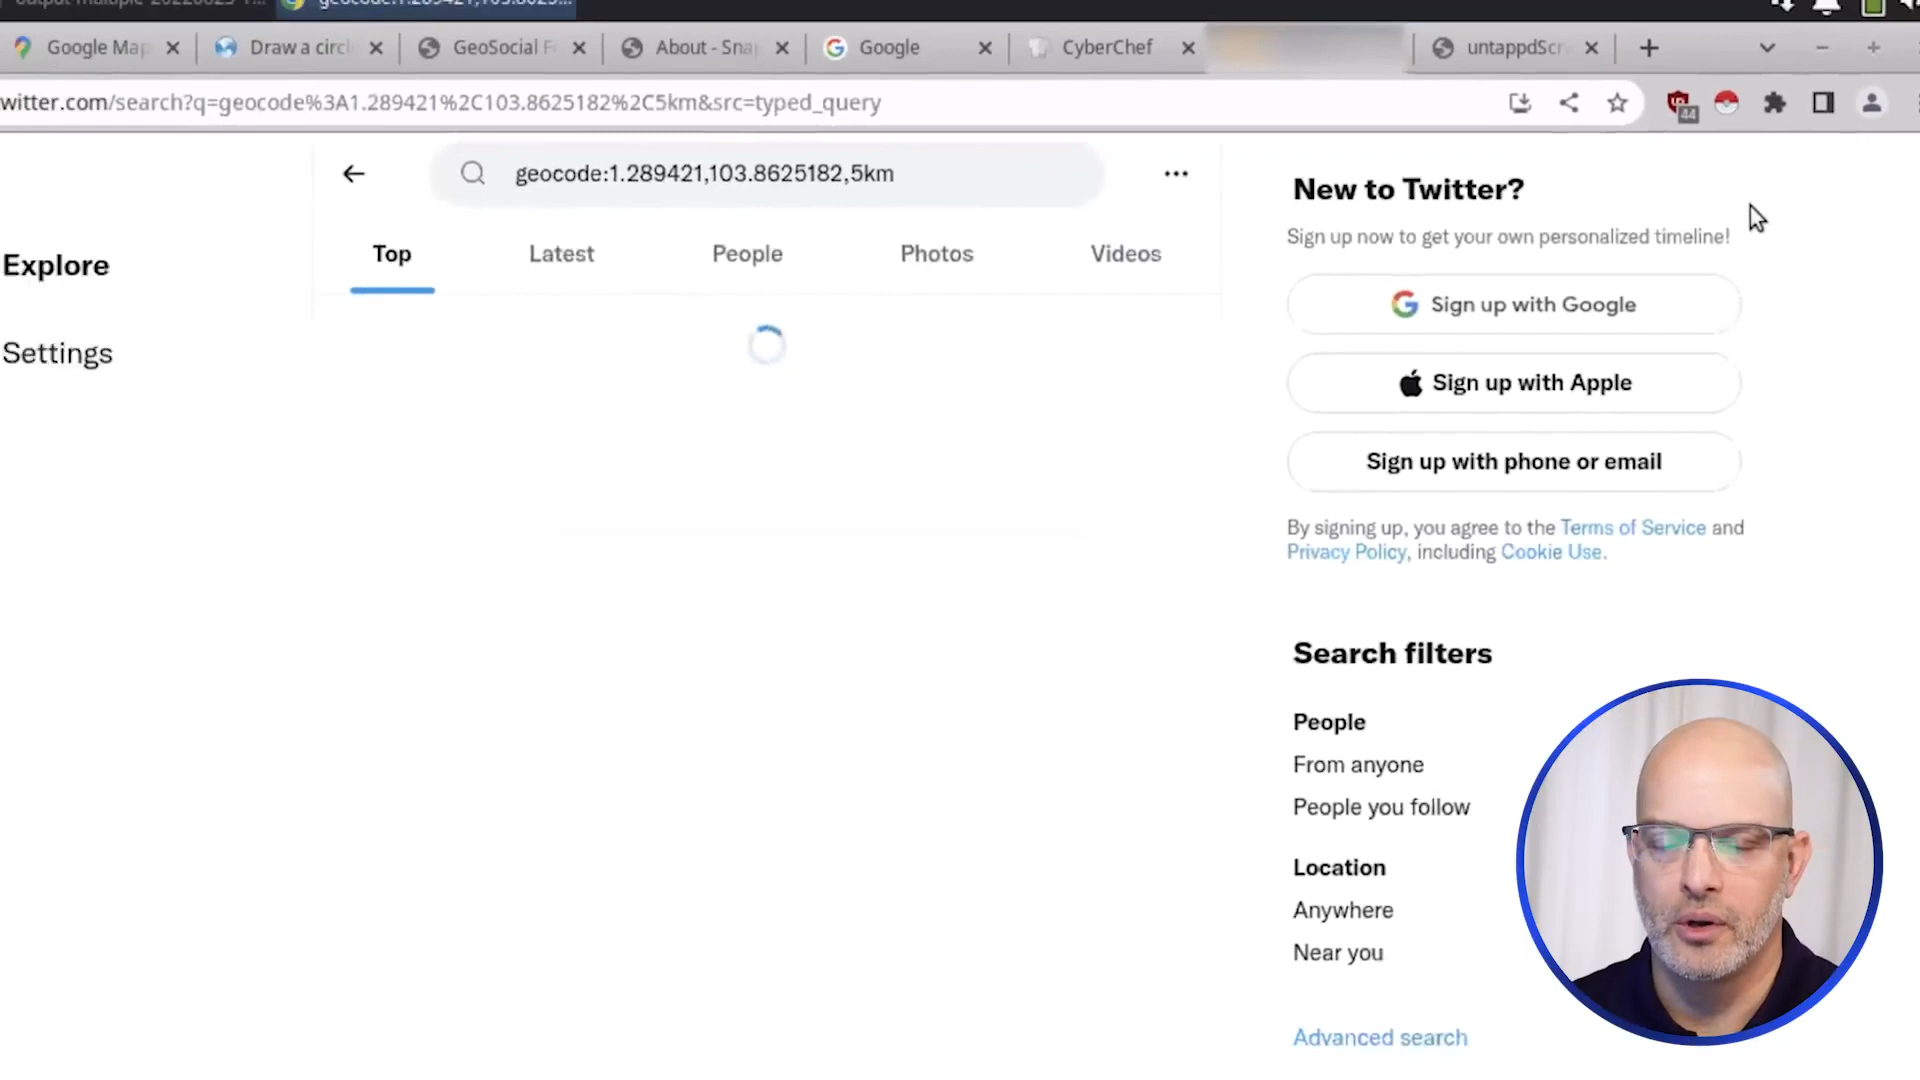 Google Map
Draw a circl
GeoSocial F
About - Sna
Google
CyberChef
untappdScr
witter.com/search?q=geocode%3A1.289421%2C103.8625182%2C5km&src=typed_query
44
geocode:1.289421,103.8625182,5km
Explore
Settings
Top
Latest
People
Photos
Videos
New to Twitter?
Sign up now to get your own personalized timeline!
Sign up with Google
Sign up with Apple
Sign up with phone or email
By signing up, you agree to the Terms of Service and
Privacy Policy, including Cookie Use.
Search filters
People
From anyone
People you follow
Location
Anywhere
Near you
Advanced search